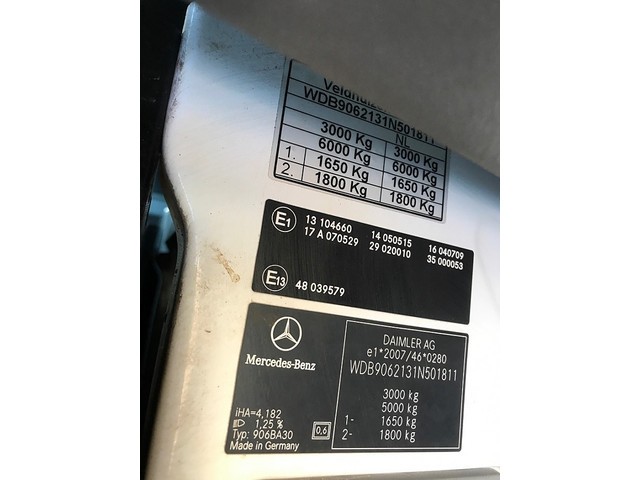 Veldhuize
WDB9062131N501811
NL
3000 Kg 3000 Kg
6000 Kg 6000 Kg
1. 1650 Kg 1650 Kg
2. 1800 Kg 1800 Kg
E1 13 104660 14 050515 16 040709
17 A 070529 29 020010 35 000053
E13 48 039579
Mercedes-Benz
DAIMLER AG
e1*2007/46*0280
WDB9062131N501811
3000 kg
5000 kg
1- 1650 kg
2- 1800 kg
iHA=4,182
1,25 %
Typ: 906BA30
0.6
Made in Germany